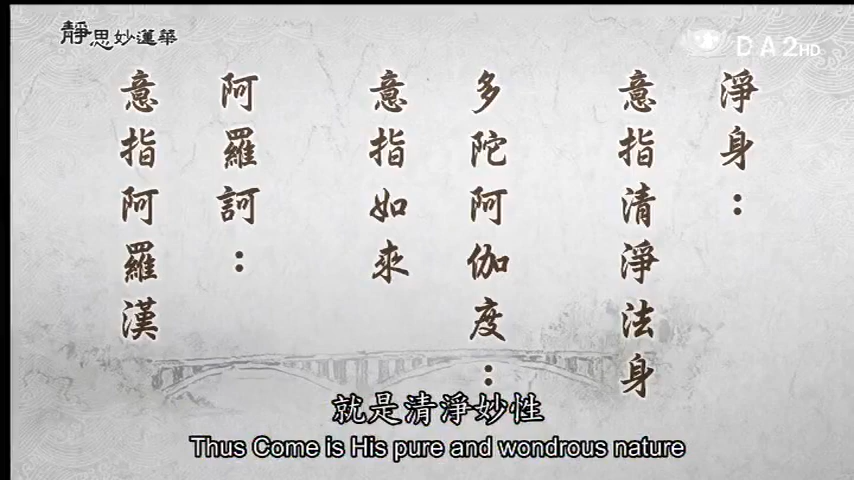 靜思妙蓮華
DA2HD
淨身：
意指清淨法身
多陀阿伽度：
意指如來
阿羅訶：
意指阿羅漢
就是清淨妙性
Thus Come is His pure and wondrous nature